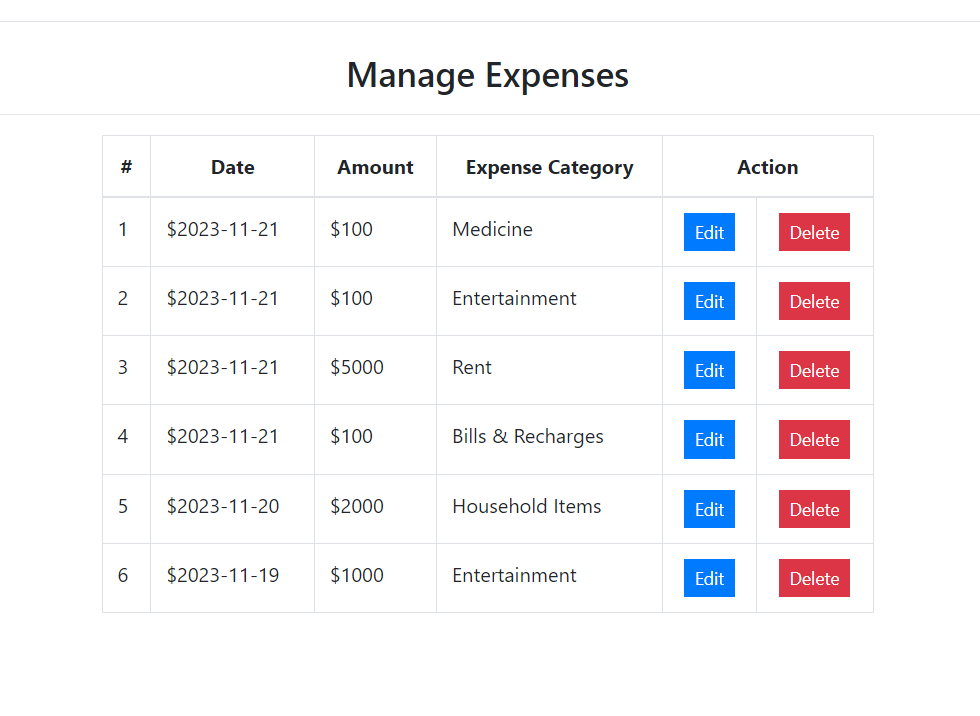 Manage Expenses
# Date Amount Expense Category Action
1 $2023-11-21 $100 Medicine Edit Delete
2 $2023-11-21 $100 Entertainment Edit Delete
3 $2023-11-21 $5000 Rent Edit Delete
4 $2023-11-21 $100 Bills & Recharges Edit Delete
5 $2023-11-20 $2000 Household Items Edit Delete
6 $2023-11-19 $1000 Entertainment Edit Delete